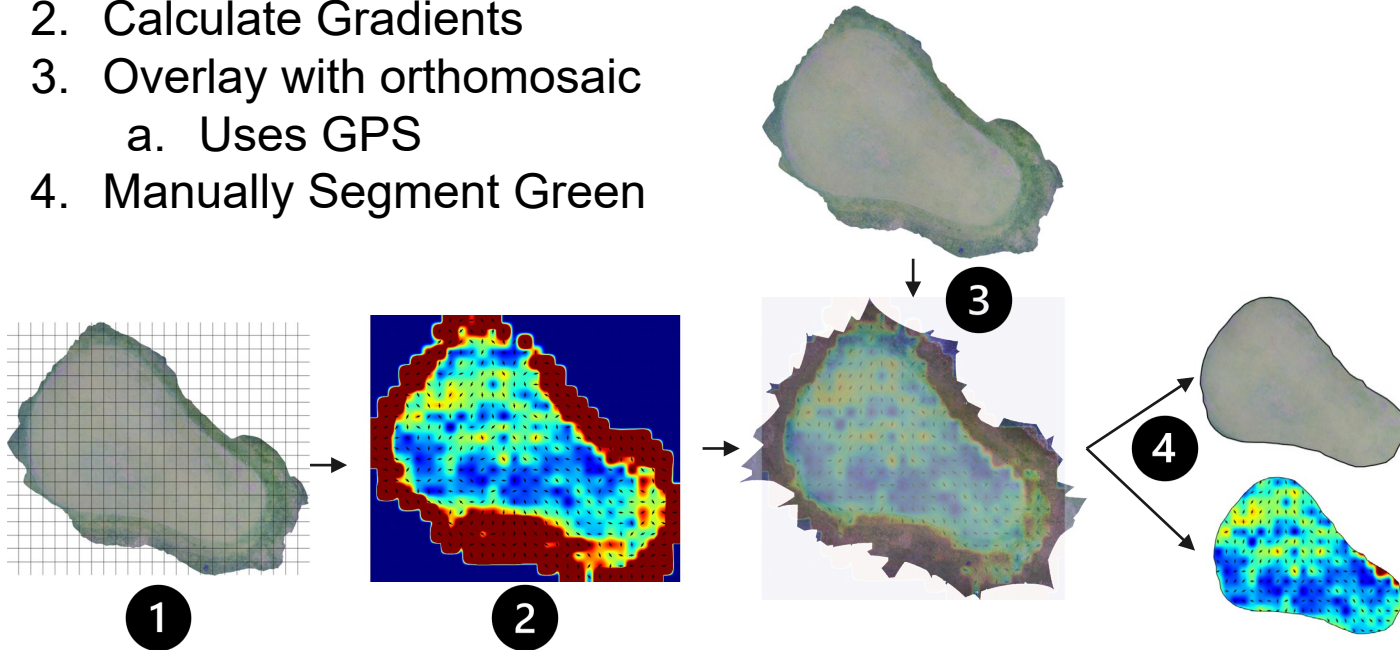 2. Calculate Gradients
3. Overlay with orthomosaic
a. Uses GPS
4. Manually Segment Green
3
4
1
2